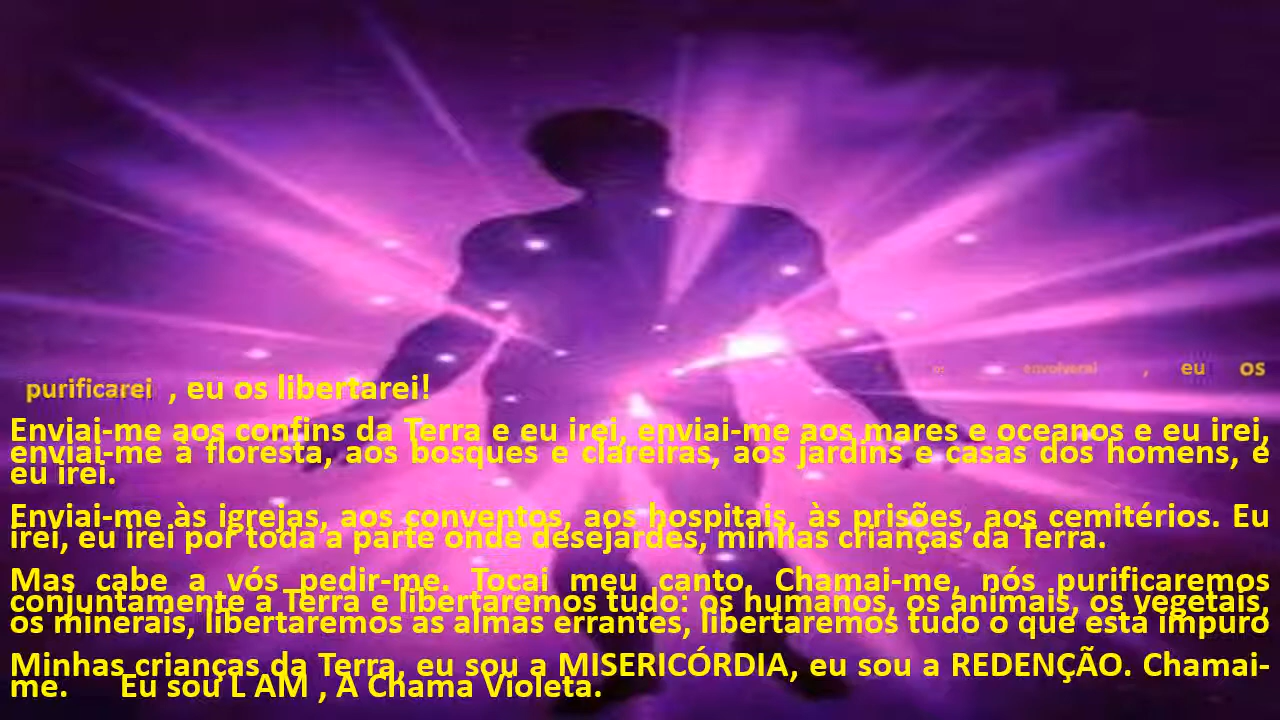 os envolverei , eu os
purificarei , eu os libertarei!
Enviai-me aos confins da Terra e eu irei, enviai-me aos mares e oceanos e eu irei,
enviai-me à floresta, aos bosques e clareiras, aos jardins e casas dos homens, e
eu irei.
Enviai-me às igrejas, aos conventos, aos hospitais, às prisões, aos cemitérios. Eu
irei, eu irei por toda a parte onde desejardes, minhas crianças da Terra.
Mas cabe a vós pedir-me. Tocai meu canto, Chamai-me, nós purificaremos
conjuntamente a Terra e libertaremos tudo: os humanos, os animais, os vegetais,
os minerais, libertaremos as almas errantes, libertaremos tudo o que está impuro
Minhas crianças da Terra, eu sou a MISERICÓRDIA, eu sou a REDENÇÃO. Chamai-
me. Eu sou L AM , A Chama Violeta.